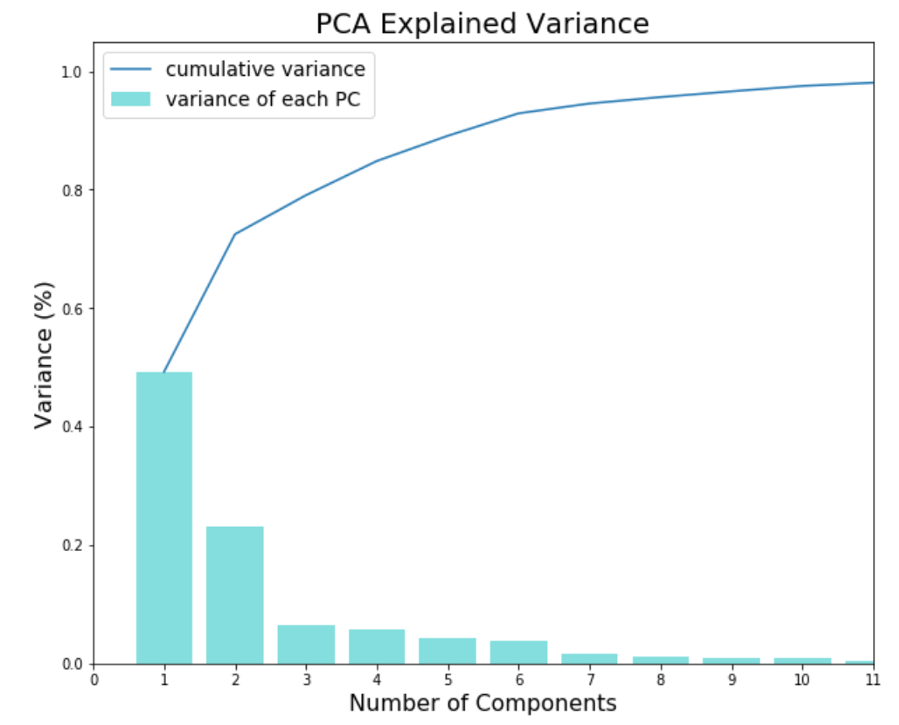 PCA Explained Variance
cumulative variance
variance of each PC
Variance (%)
1.0
0.8
0.6
0.4
0.2
0.0
0 1 2 3 4 5 6 7 8 9 10 11
Number of Components